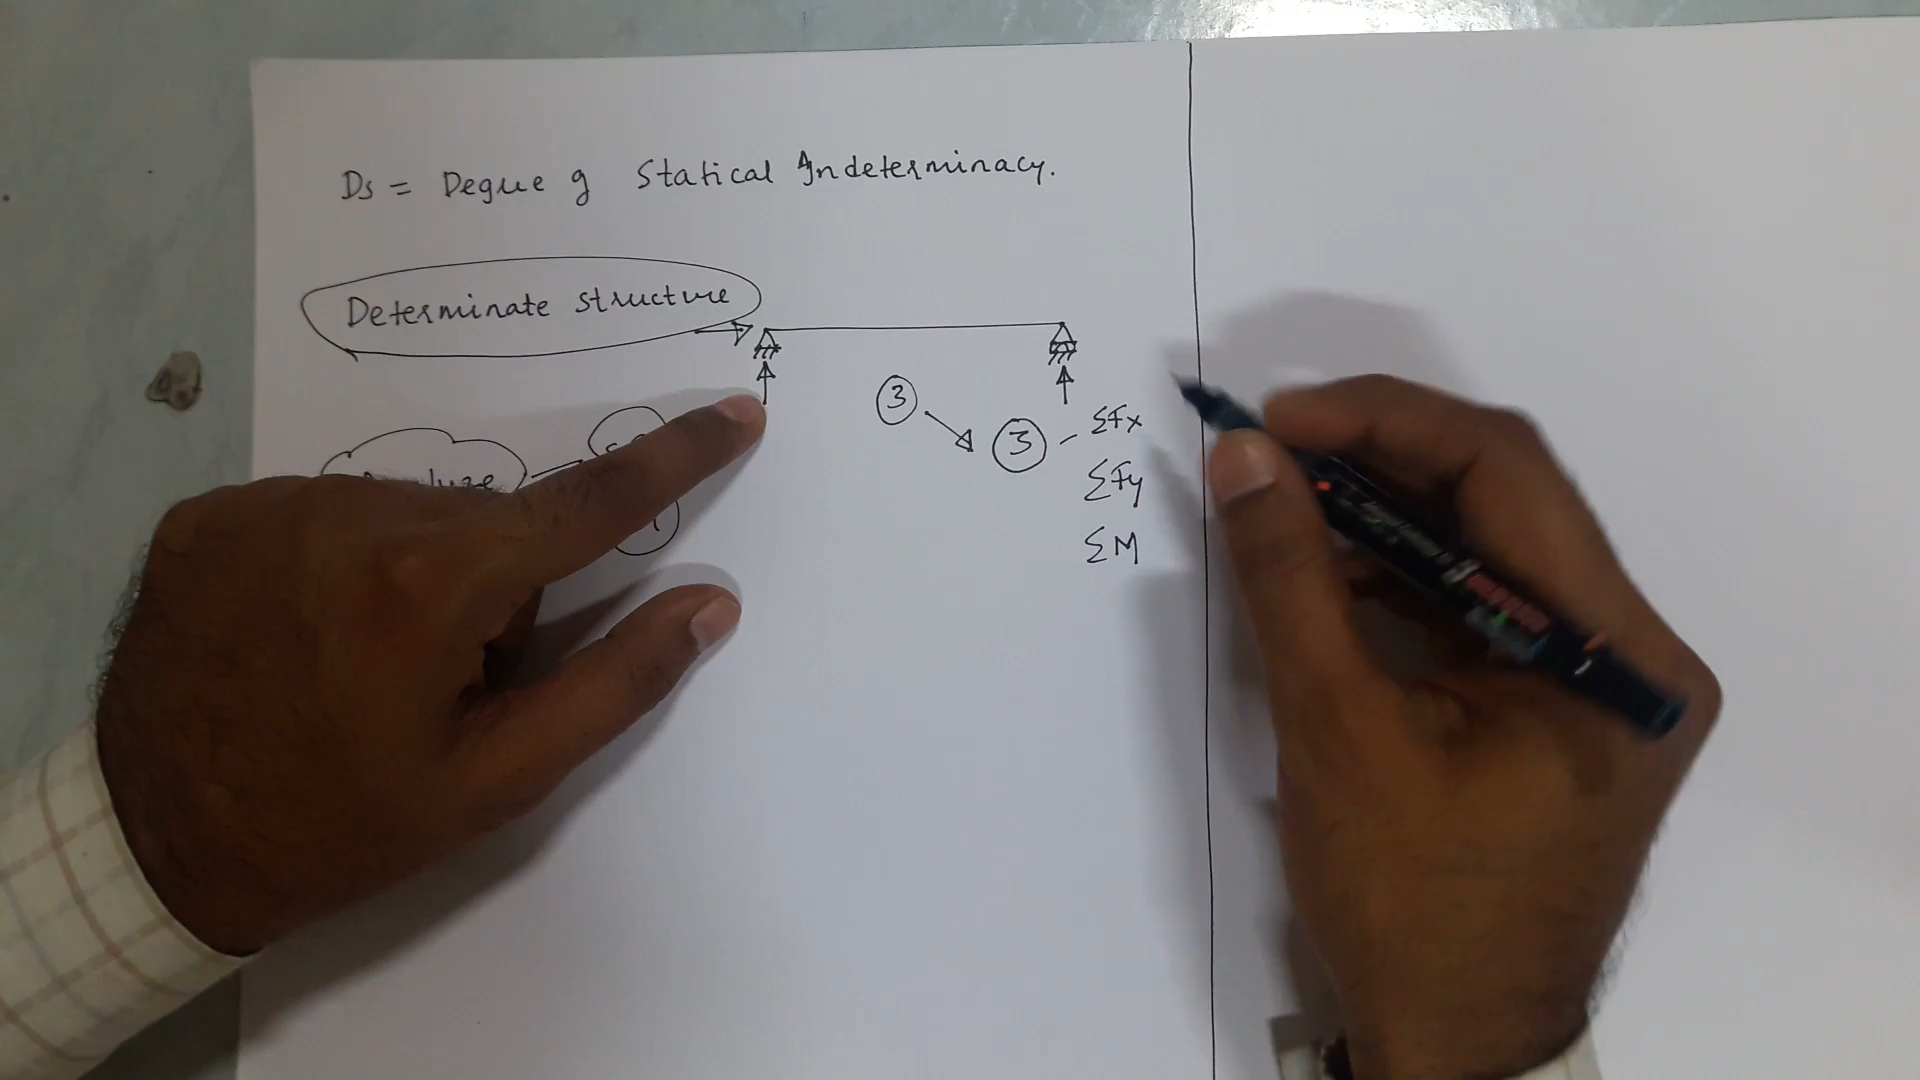 Ds = Degree of Statical Indeterminacy.
Determinate structure
3
3
ΣFx
ΣFy
ΣM